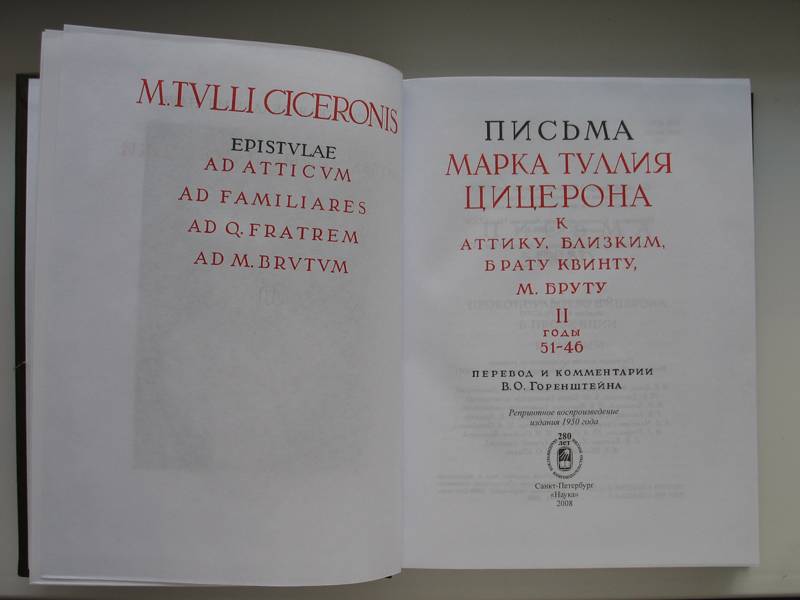 M. TVLLI CICERONIS
EPISTVLAE
AD ATTICVM
AD FAMILIARES
AD Q. FRATREM
AD M. BRVTVM
ПИСЬМА
МАРКА ТУЛЛИЯ
ЦИЦЕРОНА
К
АТТИКУ, БЛИЗКИМ,
БРАТУ КВИНТУ,
М. БРУТУ
II
ГОДЫ
51-46
ПЕРЕВОД И КОММЕНТАРИИ
В.О. ГОРЕНШТЕЙНА
Репринтное воспроизведение
издания 1950 года
280
лет
Санкт-Петербург
«Наука»
2008